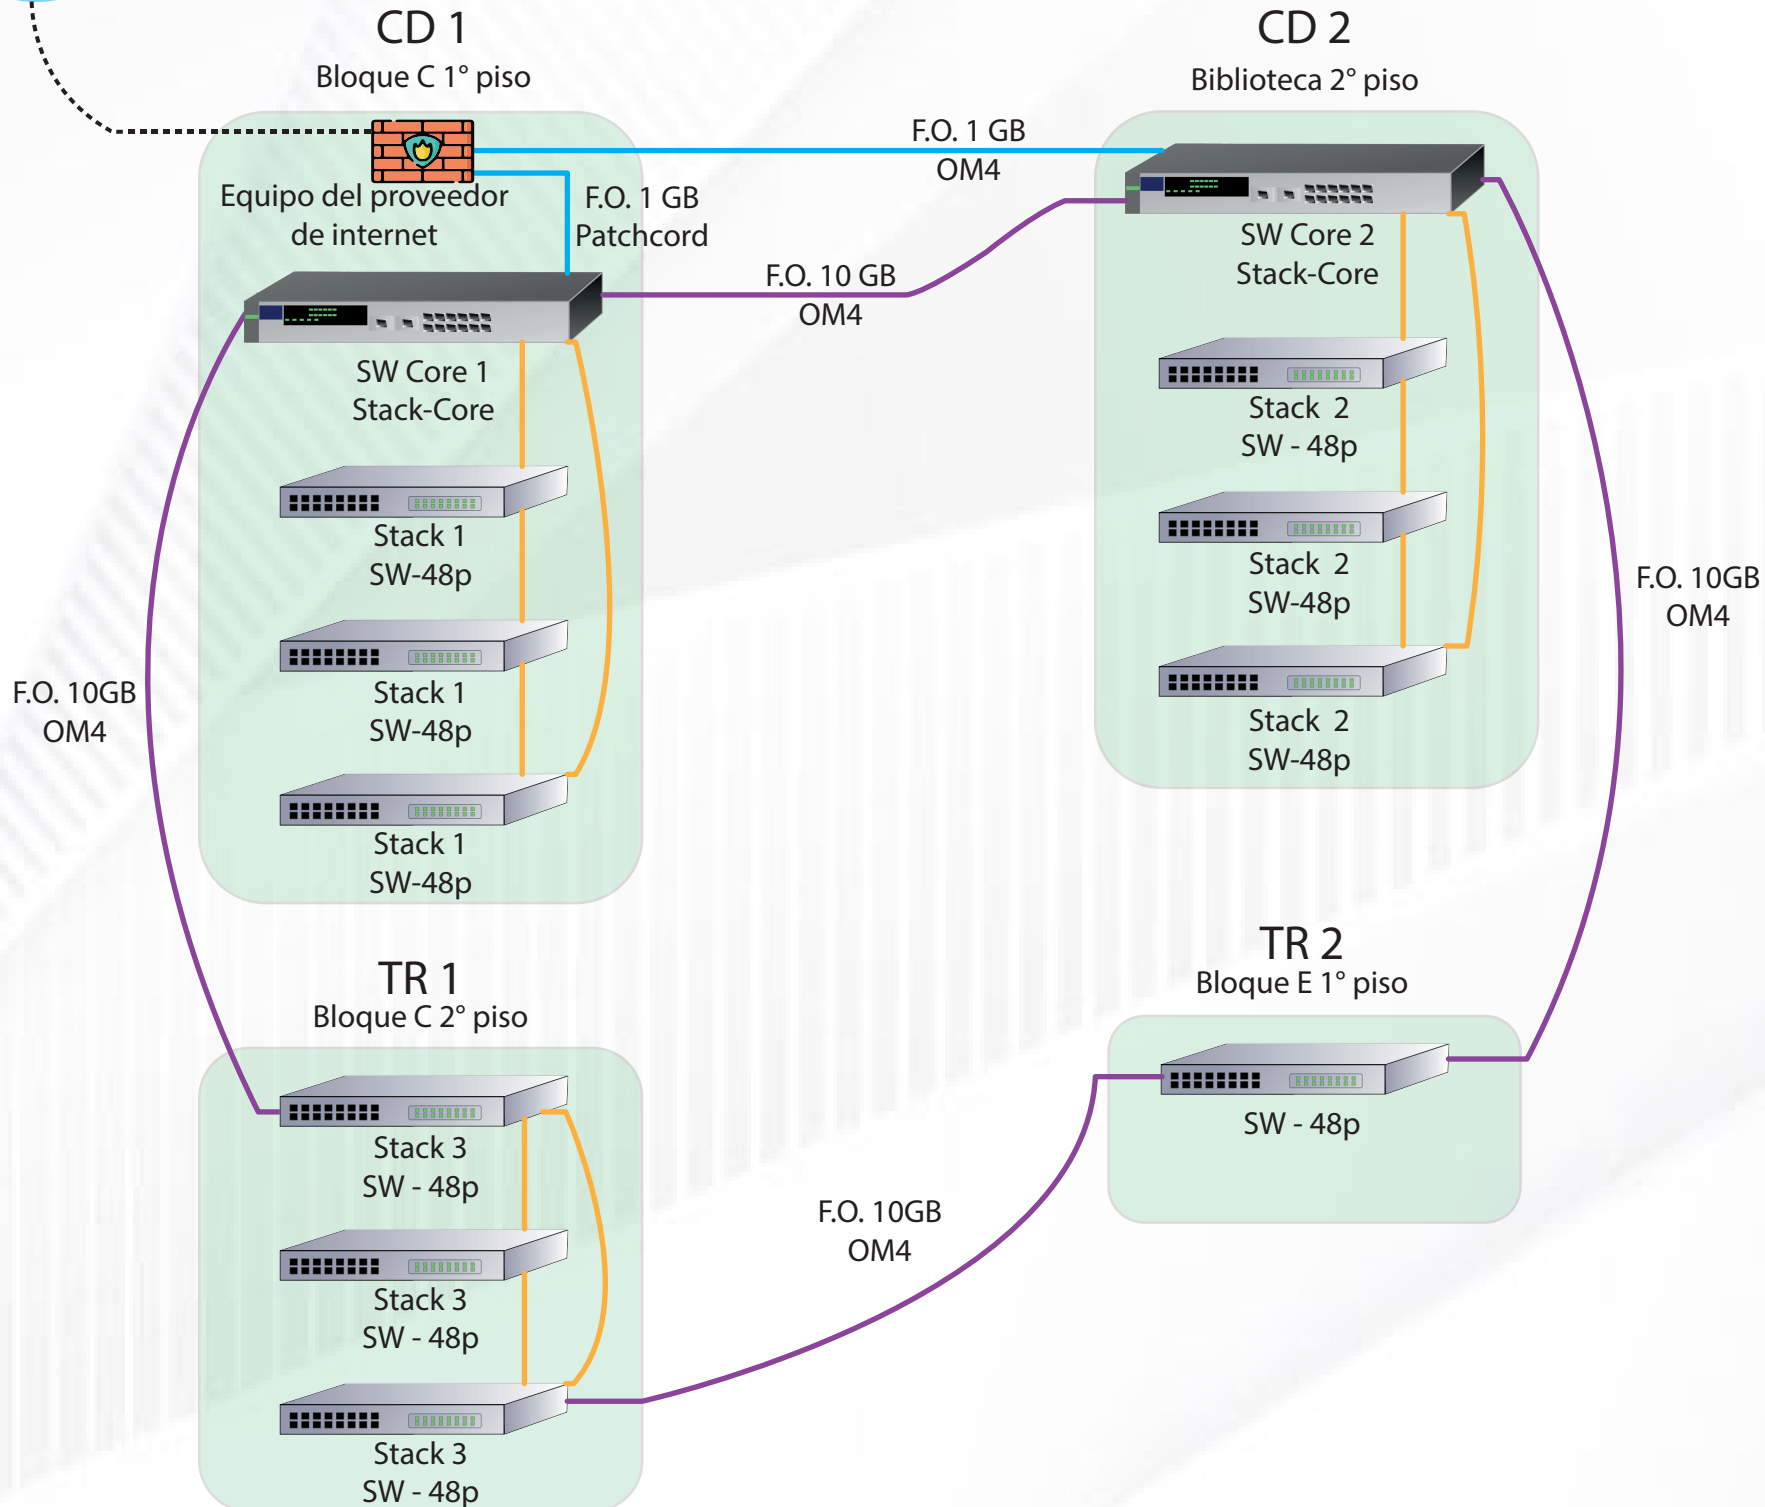 CD 1
Bloque C 1° piso
Equipo del proveedor
de internet
F.O. 1 GB
Patchcord
SW Core 1
Stack-Core
Stack 1
SW-48p
Stack 1
SW-48p
Stack 1
SW-48p
F.O. 1 GB
OM4
F.O. 10 GB
OM4
CD 2
Biblioteca 2° piso
SW Core 2
Stack-Core
Stack 2
SW - 48p
Stack 2
SW-48p
Stack 2
SW-48p
F.O. 10GB
OM4
F.O. 10GB
OM4
TR 1
Bloque C 2° piso
Stack 3
SW - 48p
Stack 3
SW - 48p
Stack 3
SW - 48p
F.O. 10GB
OM4
TR 2
Bloque E 1° piso
SW - 48p